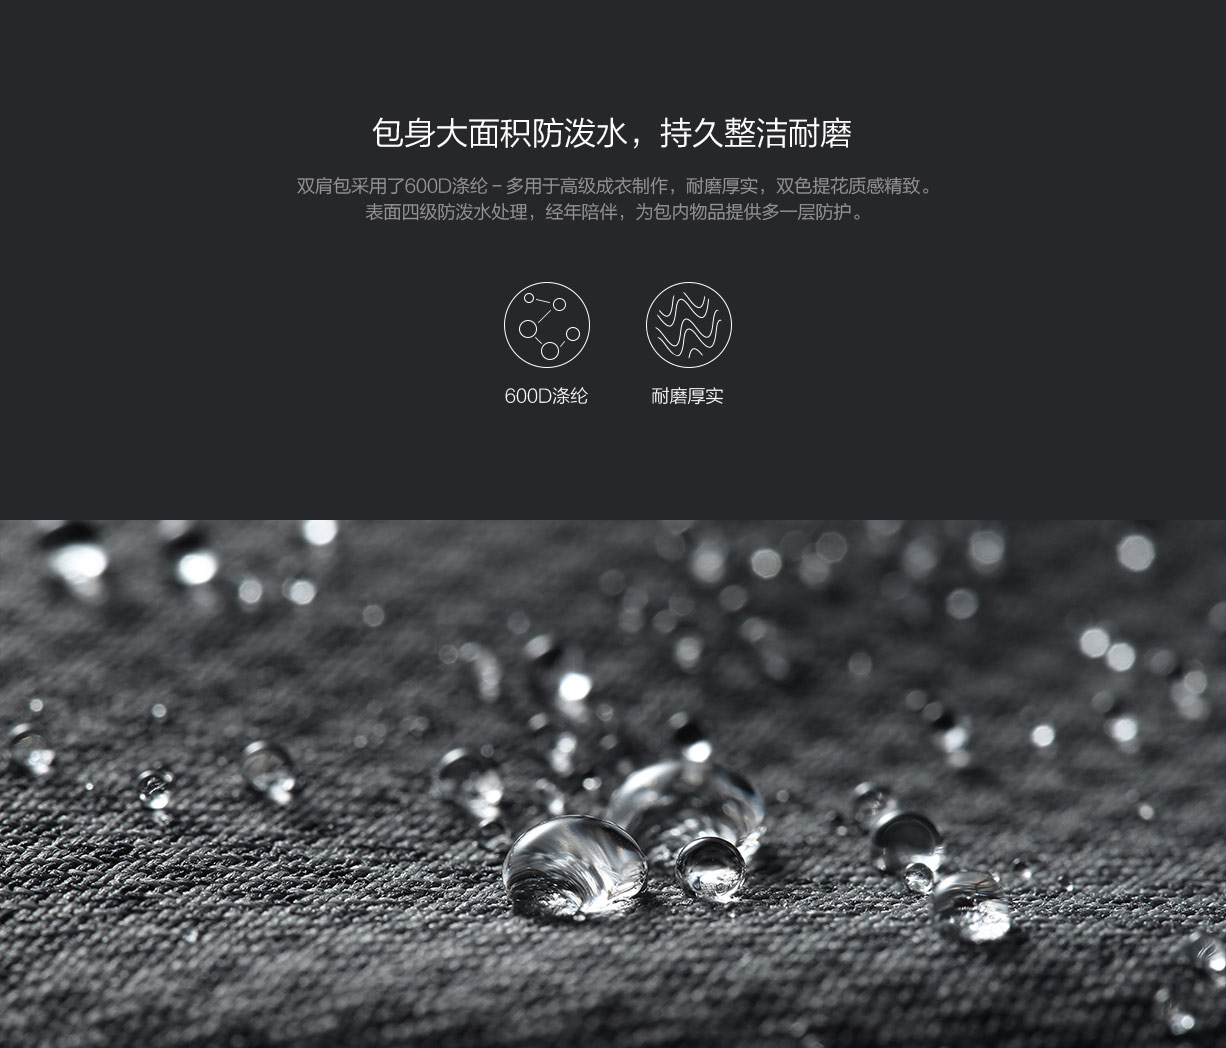 包身大面积防泼水，持久整洁耐磨
双肩包采用了600D涤纶 – 多用于高级成衣制作，耐磨厚实，双色提花质感精致。
表面四级防泼水处理，经年陪伴，为包内物品提供多一层防护。
600D涤纶
耐磨厚实